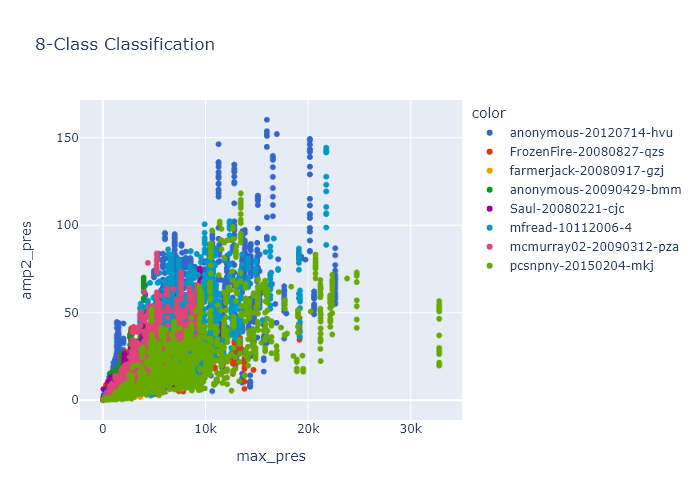 8-Class Classification
color
anonymous-20120714-hvu
FrozenFire-20080827-qzs
farmerjack-20080917-gzj
anonymous-20090429-bmm
Saul-20080221-cjc
mfread-10112006-4
mcmurray02-20090312-pza
pcsnpny-20150204-mkj
amp2_pres
150
100
50
0
0 10k 20k 30k
max_pres